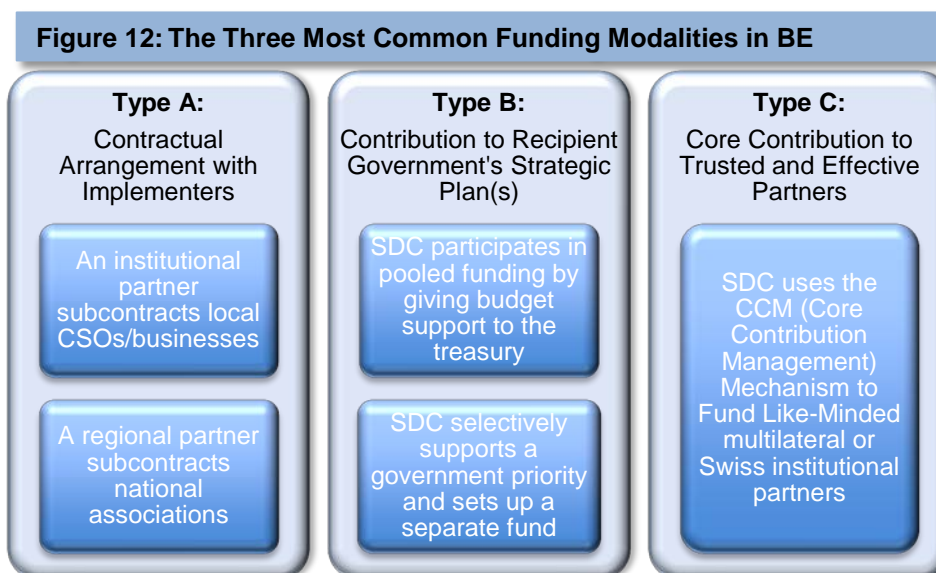 Figure 12: The Three Most Common Funding Modalities in BE
Type A:
Contractual
Arrangement with
Implementers
An institutional
partner
subcontracts local
CSOs/businesses
A regional partner
subcontracts
national
associations
Type B:
Contribution to Recipient
Government's Strategic
Plan(s)
SDC participates in
pooled funding by
giving budget
support to the
treasury
SDC selectively
supports a
government priority
and sets up a
separate fund
Type C:
Core Contribution to
Trusted and Effective
Partners
SDC uses the
CCM (Core
Contribution
Management)
Mechanism to
Fund Like-Minded
multilateral or
Swiss institutional
partners